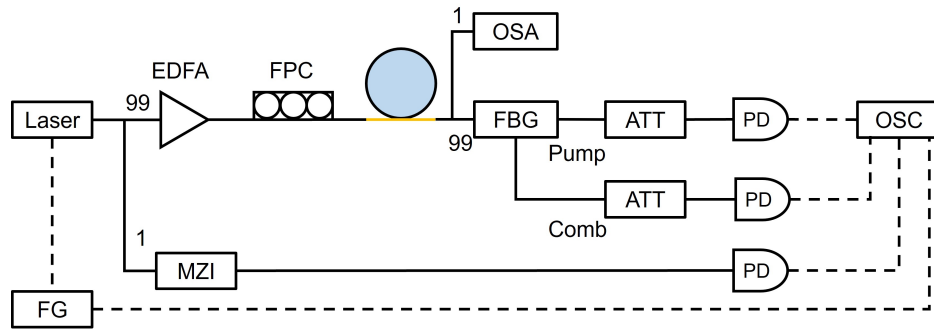 1
OSA
EDFA
FPC
99
Laser
99
FBG
ATT
PD
OSC
Pump
ATT
PD
Comb
1
MZI
PD
FG